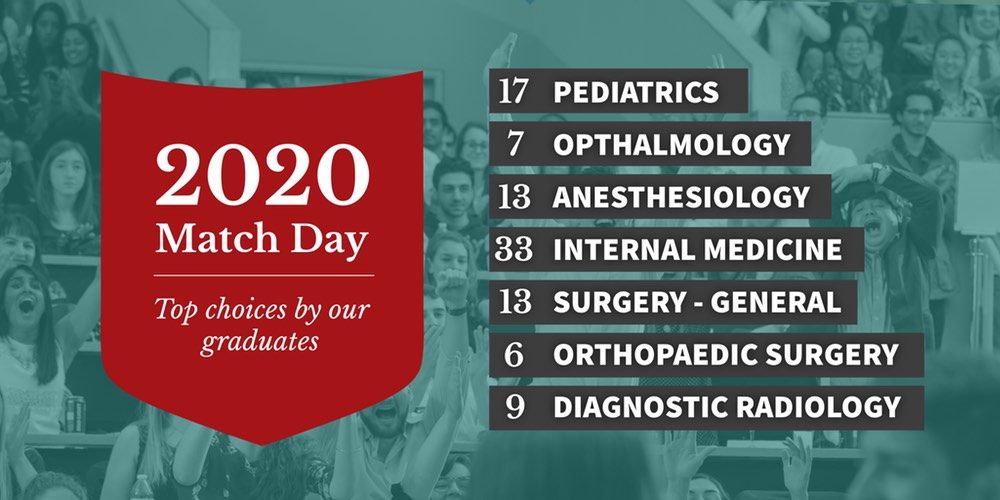 2020
Match Day
Top choices by our
graduates
17 PEDIATRICS
7 OPTHALMOLOGY
13 ANESTHESIOLOGY
33 INTERNAL MEDICINE
13 SURGERY - GENERAL
6 ORTHOPAEDIC SURGERY
9 DIAGNOSTIC RADIOLOGY